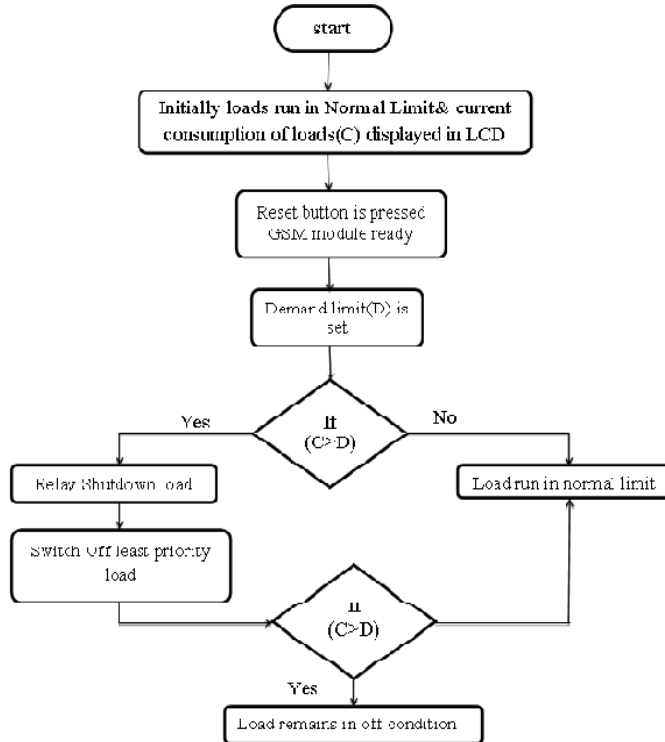 start
Initially loads run in Normal Limit& current
consumption of loads(C) displayed in LCD
Reset button is pressed
GSM module ready
Demand limit(D) is
set
Yes
If
(C>D)
No
Relay Shutdown load
Load run in normal limit
Switch Off least priority
load
If
(C>D)
Yes
Load remains in off condition